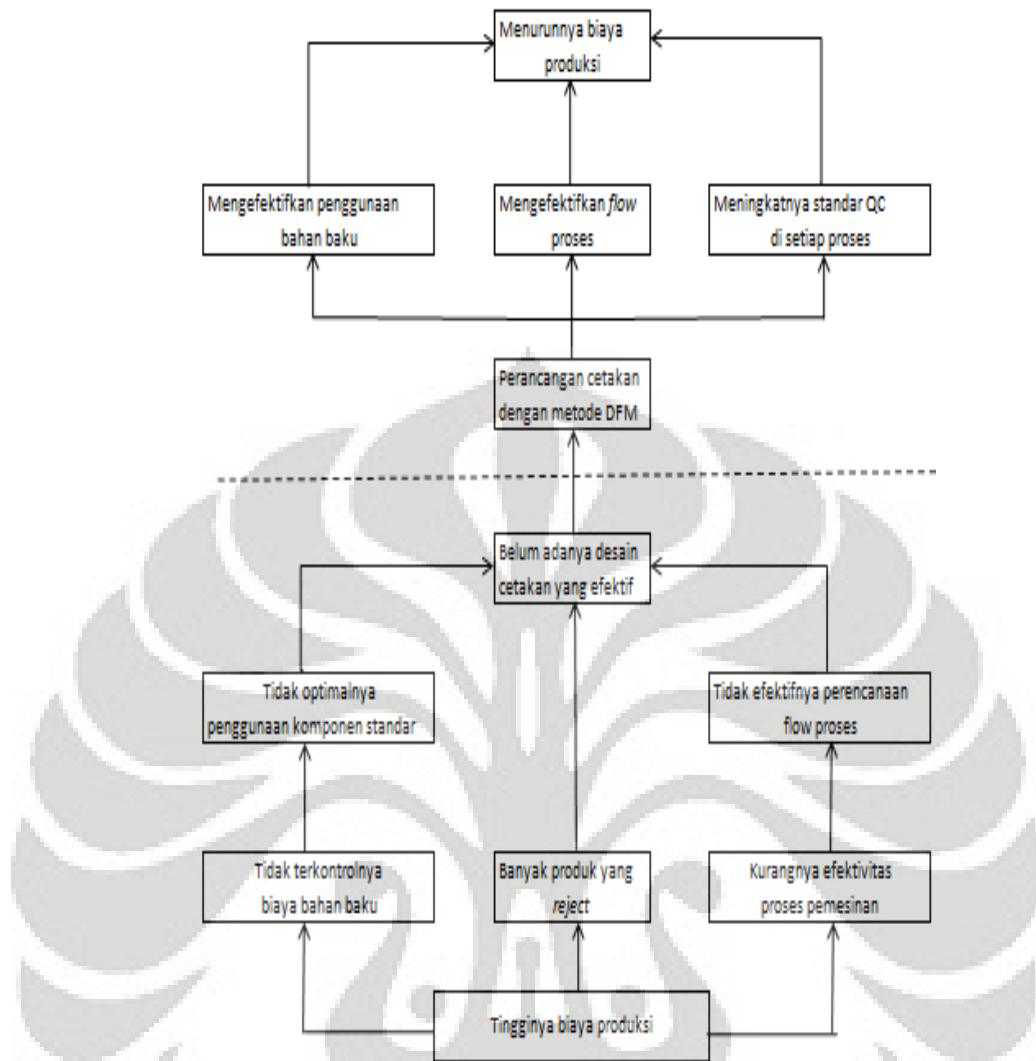 Menurunnya biaya
produksi
Mengefektifkan penggunaan
bahan baku
Mengefektifkan flow
proses
Meningkatnya standar QC
di setiap proses
Perancangan cetakan
dengan metode DFM
Belum adanya desain
cetakan yang efektif
Tidak optimalnya
penggunaan komponen standar
Tidak efektifnya perencanaan
flow proses
Tidak terkontrolnya
biaya bahan baku
Banyak produk yang
reject
Kurangnya efektivitas
proses pemesinan
Tingginya biaya produksi